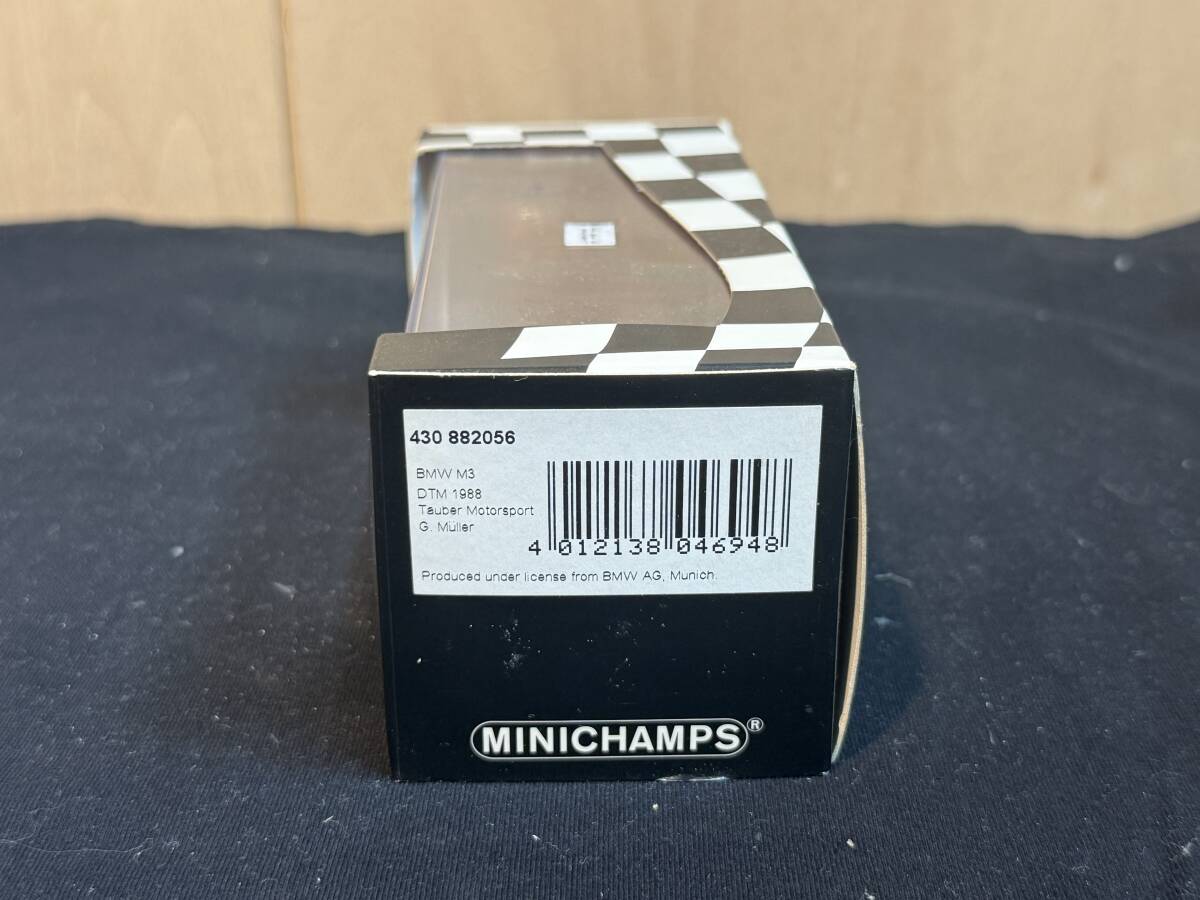 430 882056
BMW M3
DTM 1988
Tauber Motorsport
G. Müller
4 012138 046948
Produced under license from BMW AG, Munich.
MINICHAMPS®